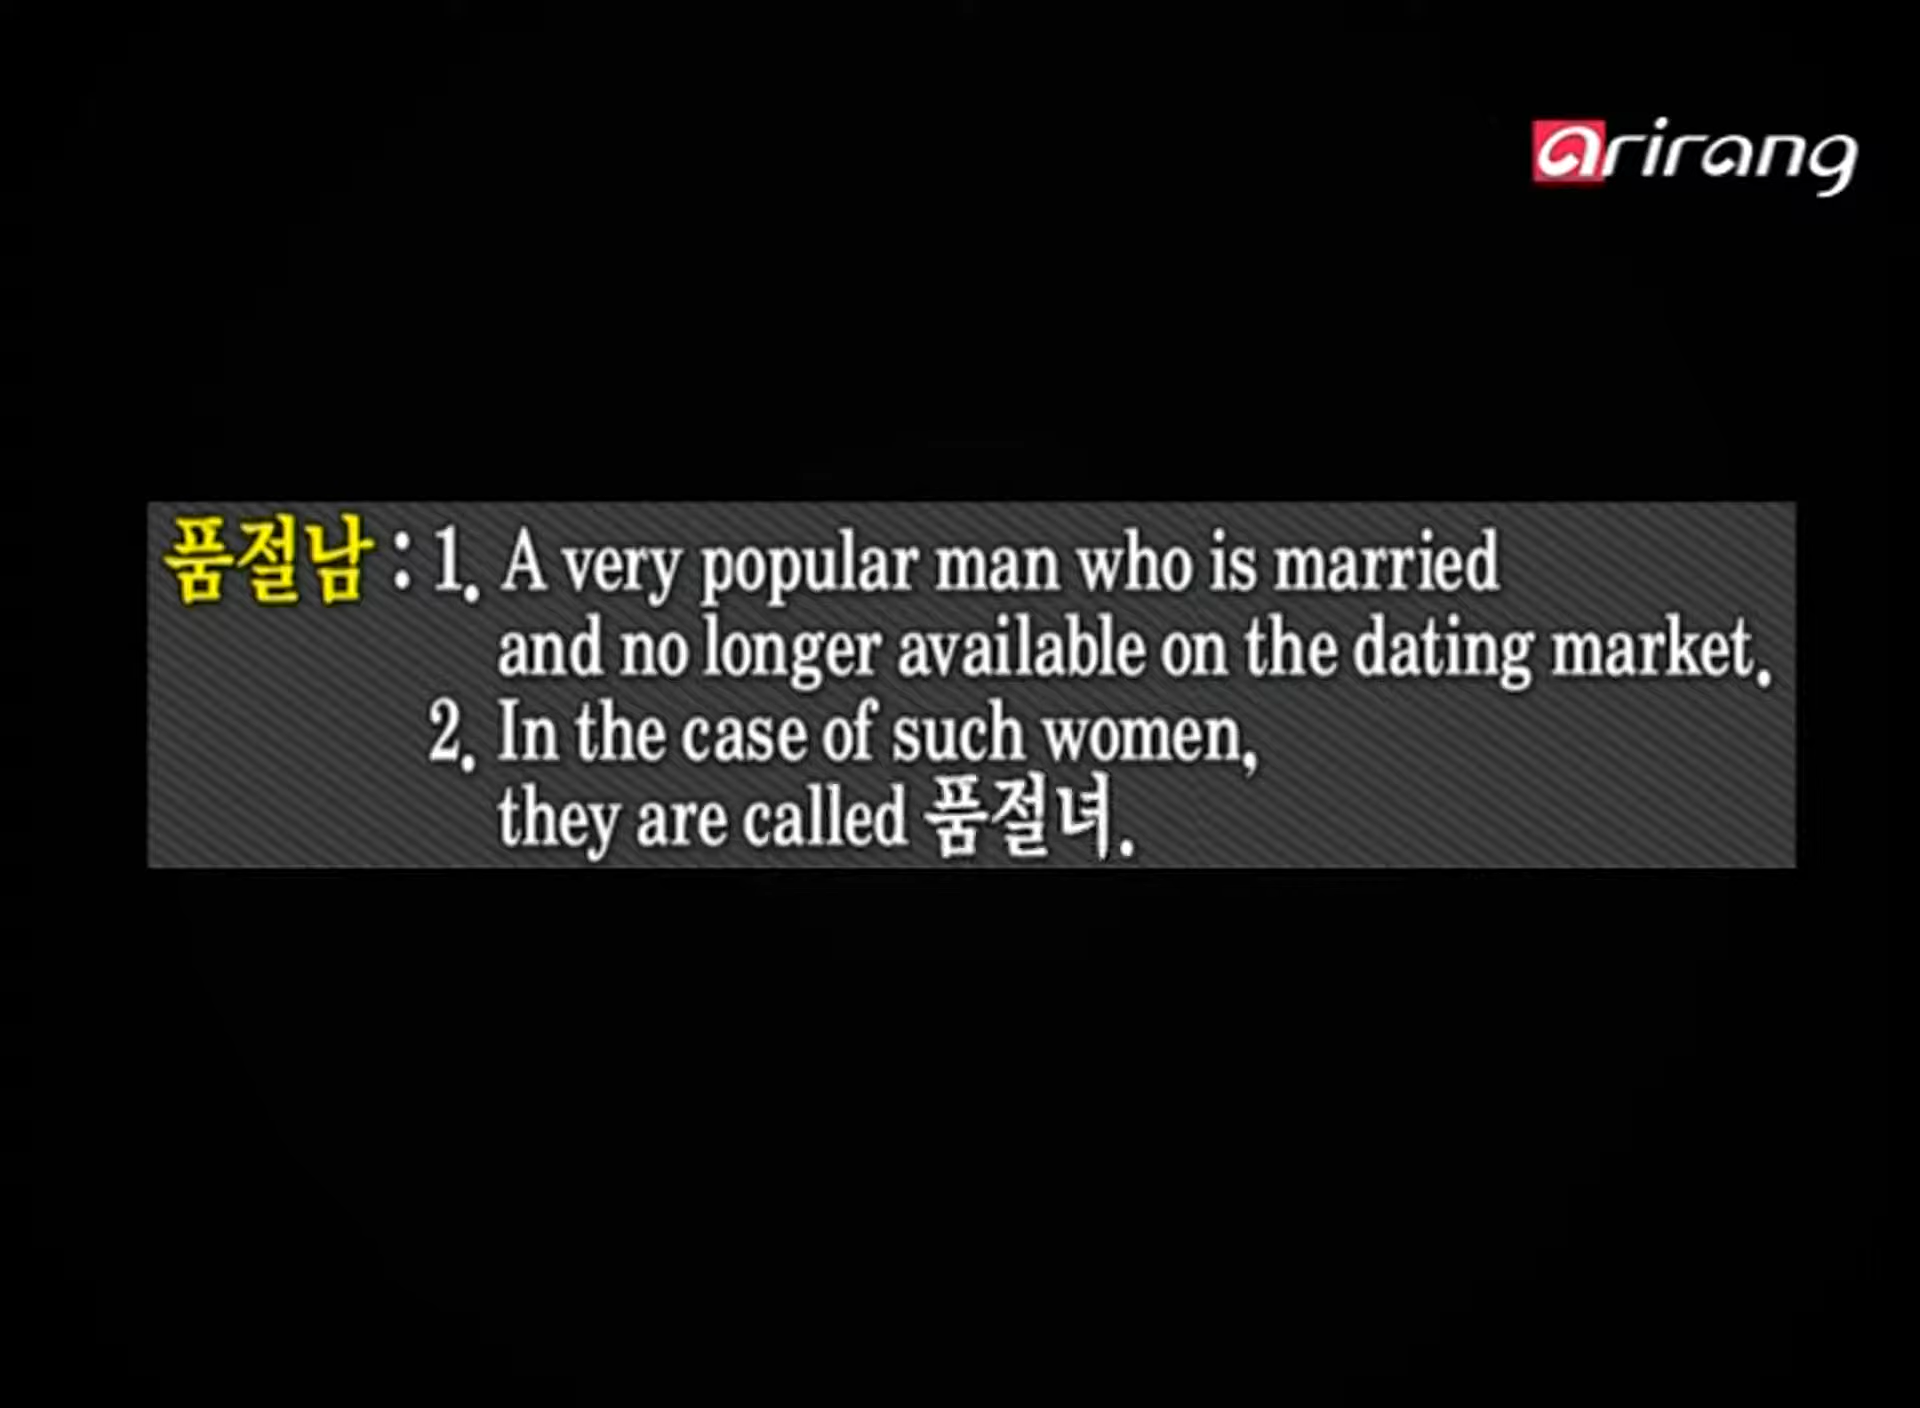 arirang
품절남 : 1. A very popular man who is married
and no longer available on the dating market.
2. In the case of such women,
they are called 품절녀.